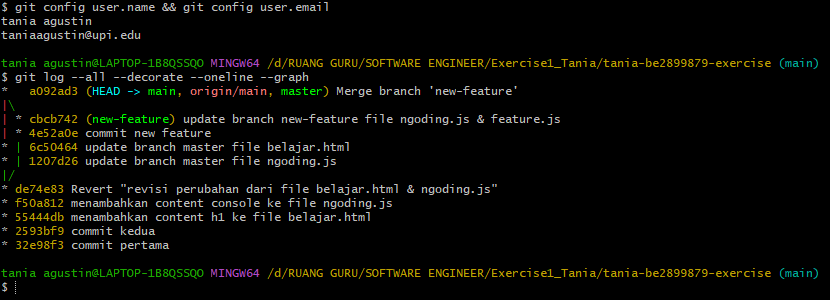 $ git config user.name && git config user.email
tania agustin
taniaagustin@upi.edu

tania agustin@LAPTOP-1B8QSSQO MINGW64 /d/RUANG GURU/SOFTWARE ENGINEER/Exercise1_Tania/tania-be2899879-exercise (main)
$ git log --all --decorate --oneline --graph
*   a092ad3 (HEAD -> main, origin/main, master) Merge branch 'new-feature'
|\
| * cbcb742 (new-feature) update branch new-feature file ngoding.js & feature.js
| * 4e52a0e commit new feature
* | 6c50464 update branch master file belajar.html
* | 1207d26 update branch master file ngoding.js
|/
* de74e83 Revert "revisi perubahan dari file belajar.html & ngoding.js"
* f50a812 menambahkan content console ke file ngoding.js
* 55444db menambahkan content h1 ke file belajar.html
* 2593bf9 commit kedua
* 32e98f3 commit pertama

tania agustin@LAPTOP-1B8QSSQO MINGW64 /d/RUANG GURU/SOFTWARE ENGINEER/Exercise1_Tania/tania-be2899879-exercise (main)
$